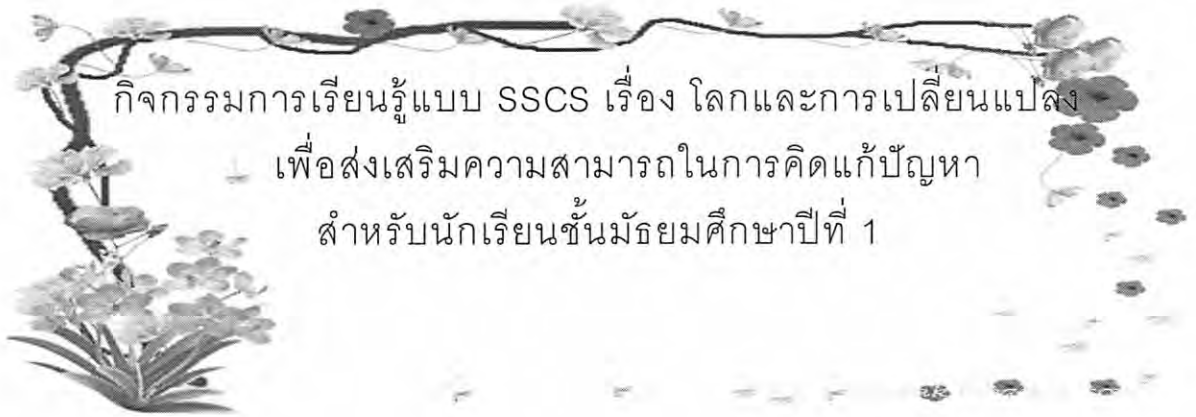 กิจกรรมการเรียนรู้แบบ SSCS เรื่อง โลกและการเปลี่ยนแปลง
เพื่อส่งเสริมความสามารถในการคิดแก้ปัญหา
สำหรับนักเรียนชั้นมัธยมศึกษาปีที่ 1